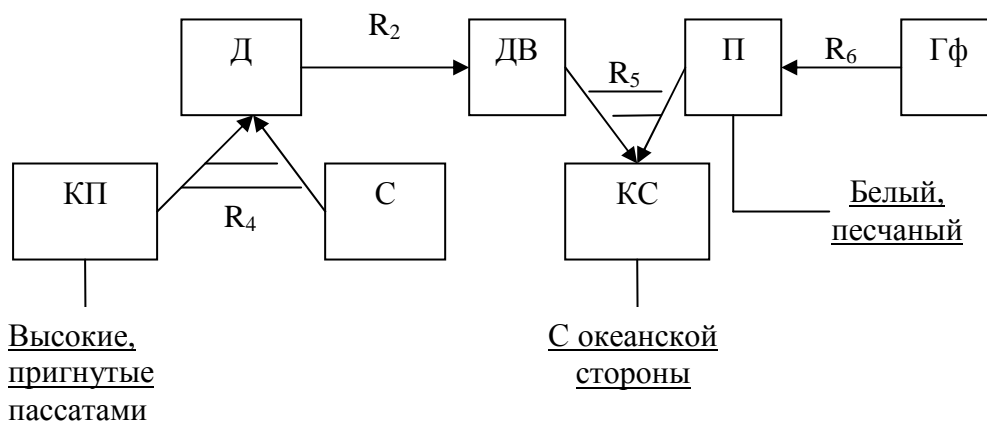 R2
Д
ДВ
П
Гф
R5
R6
КП
С
КС
R4
Белый,
песчаный
Высокие,
пригнутые
пассатами
С океанской
стороны